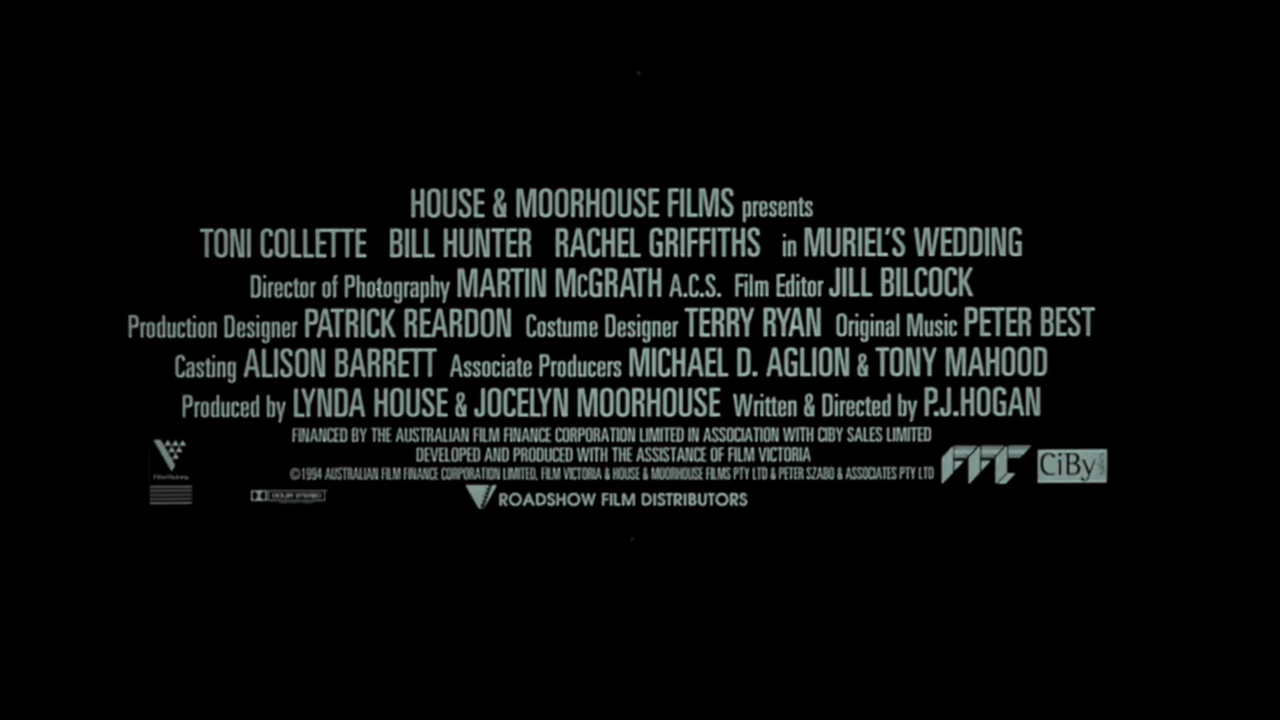 HOUSE & MOORHOUSE FILMS presents
TONI COLLETTE BILL HUNTER RACHEL GRIFFITHS in MURIEL'S WEDDING
Director of Photography MARTIN McGRATH A.C.S. Film Editor JILL BILCOCK
Production Designer PATRICK REARDON Costume Designer TERRY RYAN Original Music PETER BEST
Casting ALISON BARRETT Associate Producers MICHAEL D. AGLION & TONY MAHOOD
Produced by LYNDA HOUSE & JOCELYN MOORHOUSE Written & Directed by P.J.HOGAN
FINANCED BY THE AUSTRALIAN FILM FINANCE CORPORATION LIMITED IN ASSOCIATION WITH CIBY SALES LIMITED
DEVELOPED AND PRODUCED WITH THE ASSISTANCE OF FILM VICTORIA
©1994 AUSTRALIAN FILM FINANCE CORPORATION LIMITED, FILM VICTORIA & HOUSE & MOORHOUSE FILMS PTY LTD & PETER SZABO & ASSOCIATES PTY LTD
FFC CiBy
Film Victoria
DOLBY STEREO
ROADSHOW FILM DISTRIBUTORS